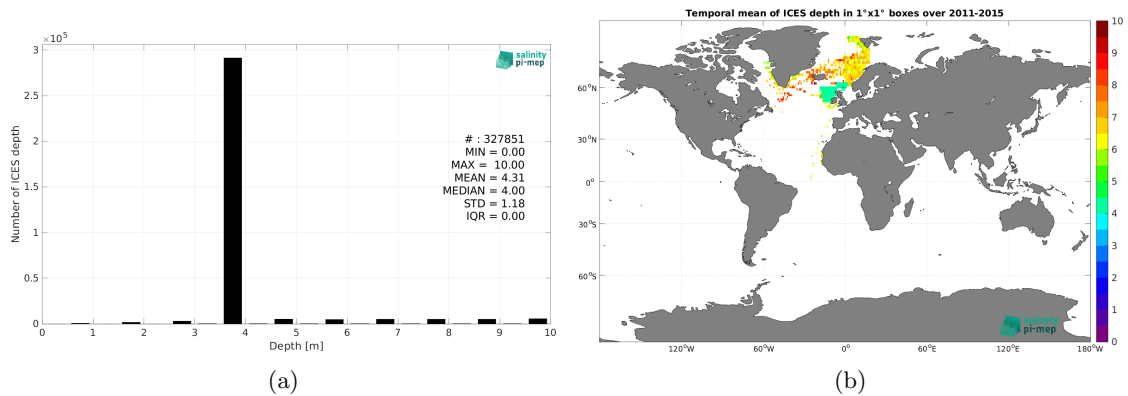 ×10⁵
3
2.5
2
1.5
1
0.5
0
Number of ICES depth
salinity
pi-mep
# : 327851
MIN = 0.00
MAX = 10.00
MEAN = 4.31
MEDIAN = 4.00
STD = 1.18
IQR = 0.00
0 1 2 3 4 5 6 7 8 9 10
Depth [m]
(a)
Temporal mean of ICES depth in 1°x1° boxes over 2011-2015
60°N
30°N
0°
30°S
60°S
120°W 60°W 0° 60°E 120°E 180°W
salinity
pi-mep
10
9
8
7
6
5
4
3
2
1
0
(b)